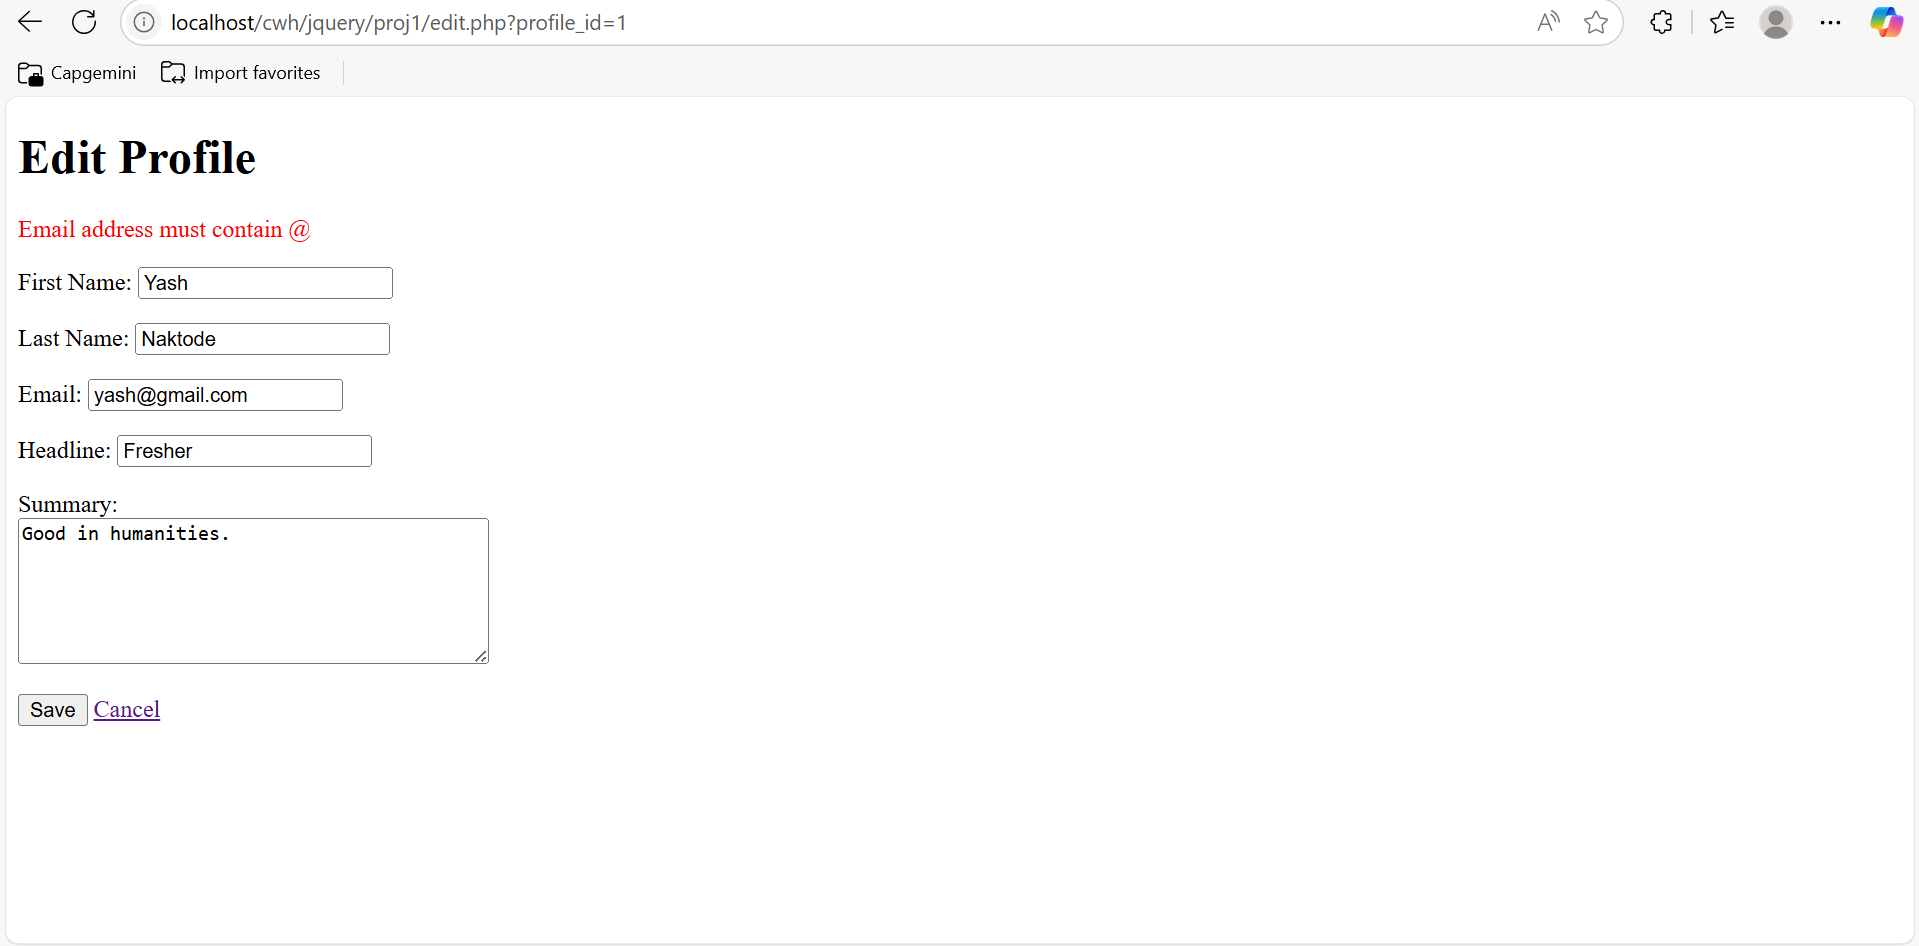 localhost/cwh/jquery/proj1/edit.php?profile_id=1
Capgemini Import favorites
Edit Profile
Email address must contain @
First Name: Yash
Last Name: Naktode
Email: yash@gmail.com
Headline: Fresher
Summary:
Good in humanities.
Save Cancel